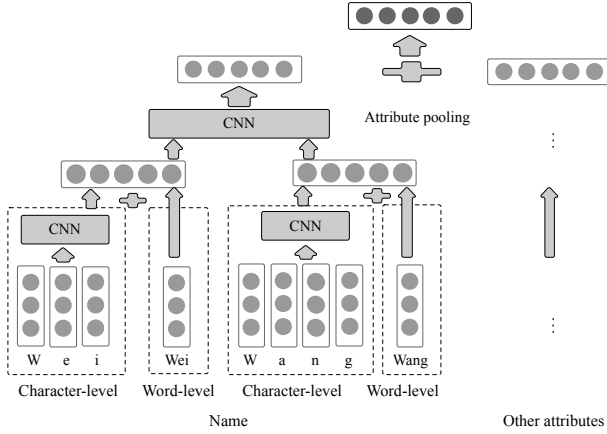 Attribute pooling
CNN
CNN
CNN
W e i
Wei
W a n g
Wang
Character-level
Word-level
Character-level
Word-level
Name
Other attributes